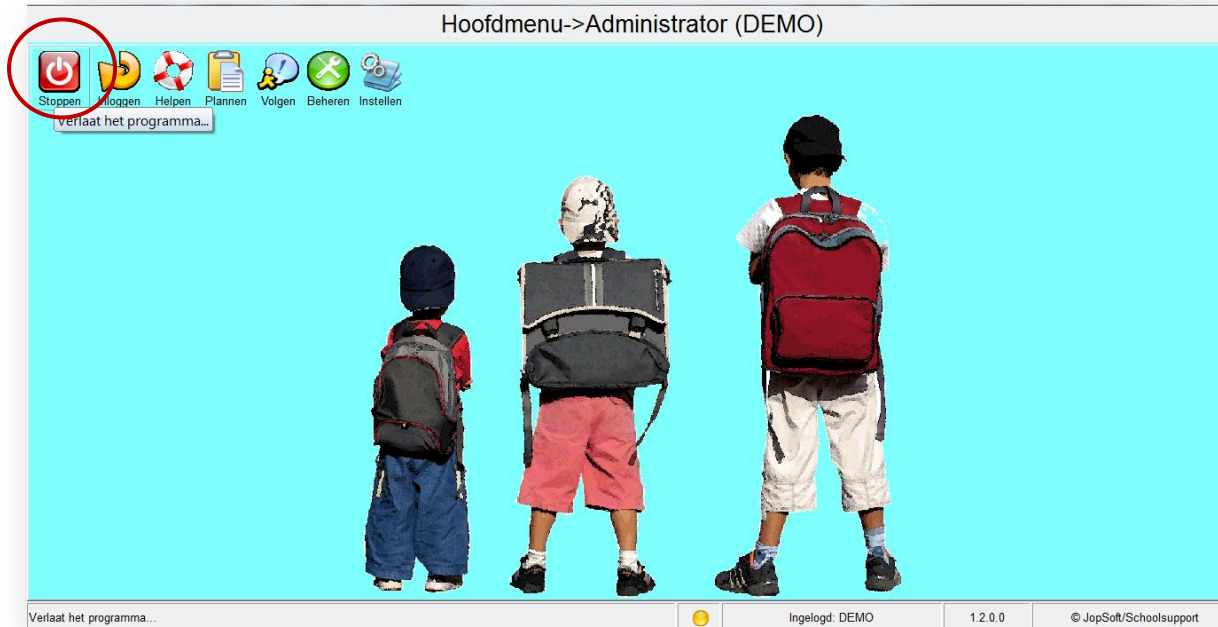 Hoofdmenu->Administrator (DEMO)
Stoppen Inloggen Helpen Plannen Volgen Beheren Instellen
Verlaat het programma...
Verlaat het programma... Ingelogd: DEMO 1.2.0.0 © JopSoft/Schoolsupport